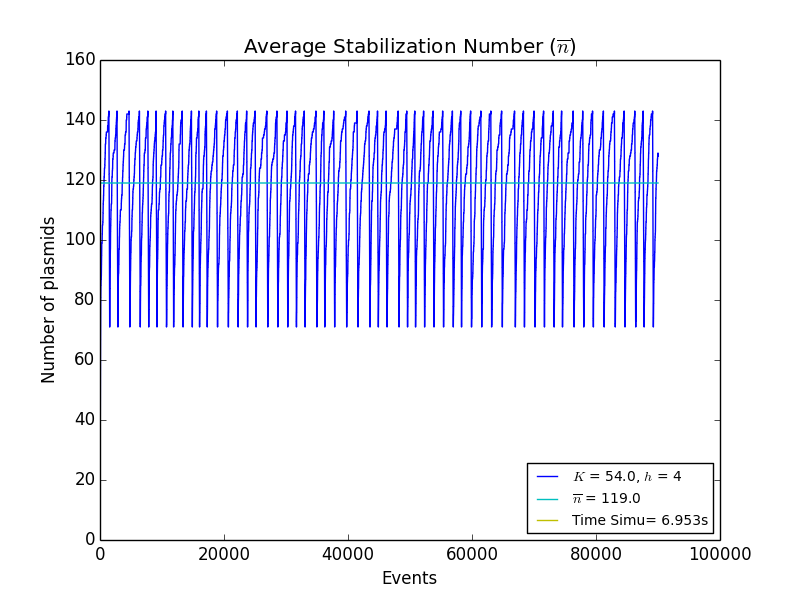 Average Stabilization Number (n̅)
160
140
120
100
80
60
40
20
0
Number of plasmids
K = 54.0, h = 4
n̅ = 119.0
Time Simu= 6.953s
0 20000 40000 60000 80000 100000
Events